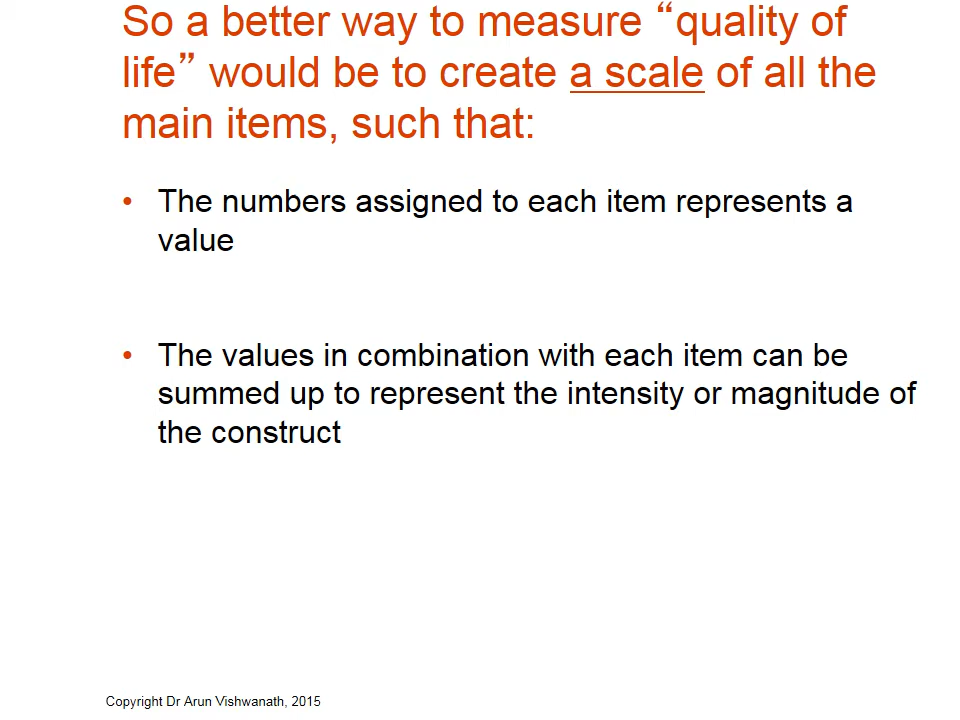 So a better way to measure “quality of
life” would be to create a scale of all the
main items, such that:
• The numbers assigned to each item represents a
value
• The values in combination with each item can be
summed up to represent the intensity or magnitude of
the construct
Copyright Dr Arun Vishwanath, 2015